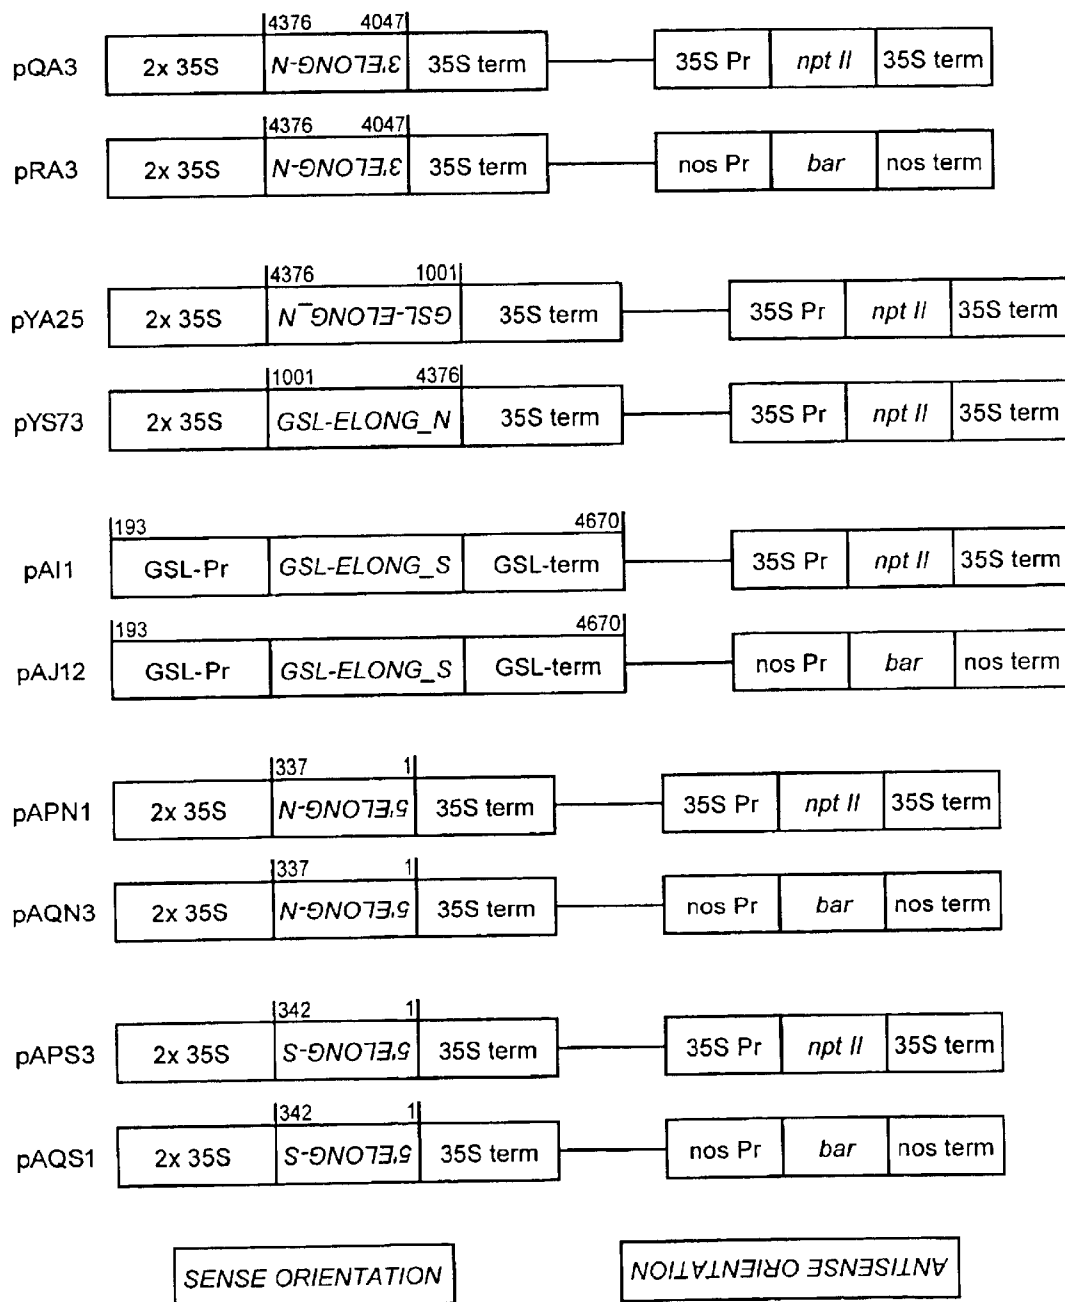 4376 4047
pQA3 2x 35S 3'ELONG-N 35S term 35S Pr npt II 35S term
4376 4047
pRA3 2x 35S 3'ELONG-N 35S term nos Pr bar nos term
4376 1001
pYA25 2x 35S GSL-ELONG_N 35S term 35S Pr npt II 35S term
1001 4376
pYS73 2x 35S GSL-ELONG_N 35S term 35S Pr npt II 35S term
193 4670
pAI1 GSL-Pr GSL-ELONG_S GSL-term 35S Pr npt II 35S term
193 4670
pAJ12 GSL-Pr GSL-ELONG_S GSL-term nos Pr bar nos term
337 1
pAPN1 2x 35S 5'ELONG-N 35S term 35S Pr npt II 35S term
337 1
pAQN3 2x 35S 5'ELONG-N 35S term nos Pr bar nos term
342 1
pAPS3 2x 35S 5'ELONG-S 35S term 35S Pr npt II 35S term
342 1
pAQS1 2x 35S 5'ELONG-S 35S term nos Pr bar nos term
SENSE ORIENTATION ANTISENSE ORIENTATION